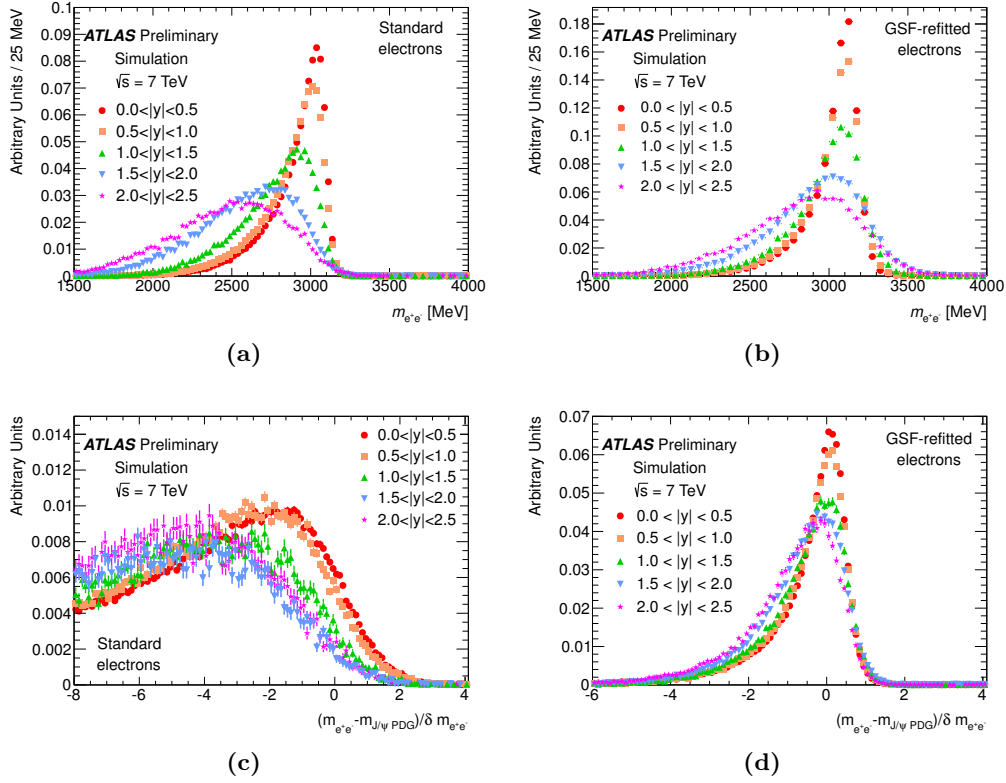 Arbitrary Units / 25 MeV
0.1
0.09
0.08
0.07
0.06
0.05
0.04
0.03
0.02
0.01
0
ATLAS Preliminary
Simulation
√s = 7 TeV
0.0<|y|<0.5
0.5<|y|<1.0
1.0<|y|<1.5
1.5<|y|<2.0
2.0<|y|<2.5
Standard
electrons
1500 2000 2500 3000 3500 4000
m e⁺e⁻ [MeV]
(a)
Arbitrary Units / 25 MeV
0.18
0.16
0.14
0.12
0.1
0.08
0.06
0.04
0.02
0
ATLAS Preliminary
Simulation
√s = 7 TeV
0.0 <|y| < 0.5
0.5 <|y| < 1.0
1.0 <|y| < 1.5
1.5 <|y| < 2.0
2.0 <|y| < 2.5
GSF-refitted
electrons
1500 2000 2500 3000 3500 4000
m e⁺e⁻ [MeV]
(b)
Arbitrary Units
0.014
0.012
0.01
0.008
0.006
0.004
0.002
0
ATLAS Preliminary
Simulation
√s = 7 TeV
0.0<|y|<0.5
0.5<|y|<1.0
1.0<|y|<1.5
1.5<|y|<2.0
2.0<|y|<2.5
Standard
electrons
-8 -6 -4 -2 0 2 4
(m e⁺e⁻ -m J/ψ PDG)/δ m e⁺e⁻
(c)
Arbitrary Units
0.07
0.06
0.05
0.04
0.03
0.02
0.01
0
ATLAS Preliminary
Simulation
√s = 7 TeV
0.0 < |y| < 0.5
0.5 < |y| < 1.0
1.0 < |y| < 1.5
1.5 < |y| < 2.0
2.0 < |y| < 2.5
GSF-refitted
electrons
-6 -4 -2 0 2 4
(m e⁺e⁻ -m J/ψ PDG)/δ m e⁺e⁻
(d)